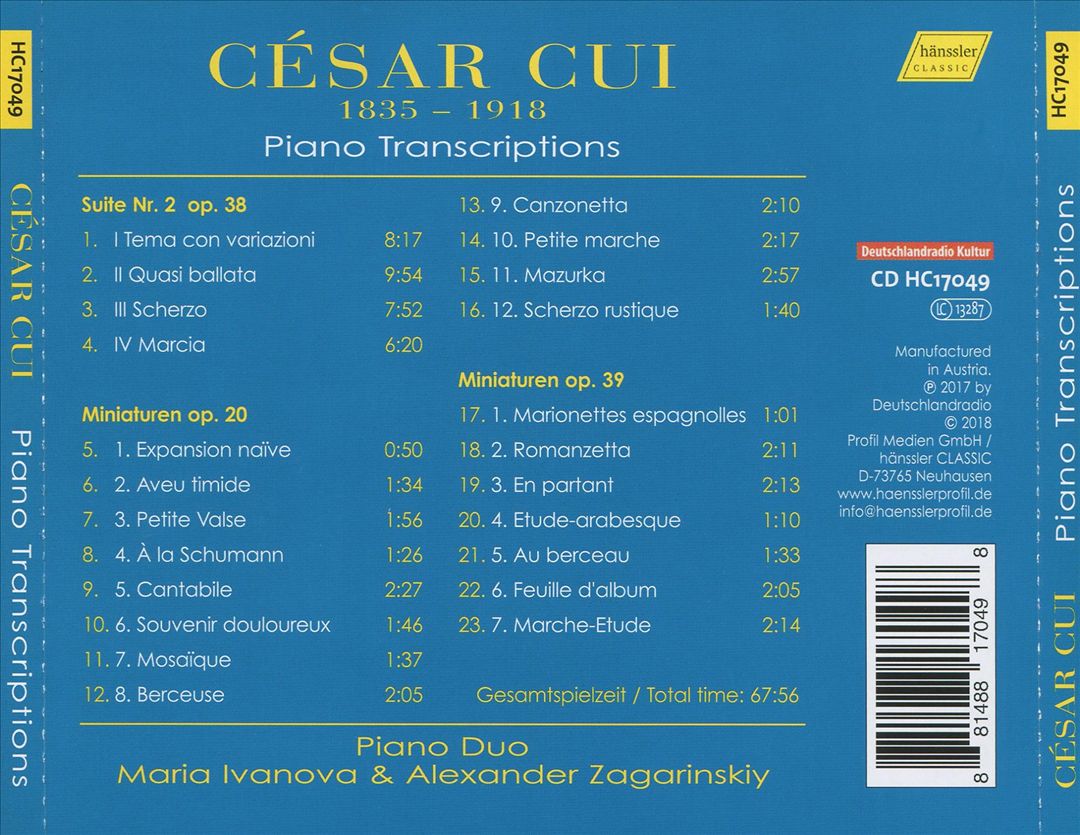 HC17049
CÉSAR CUI
Piano Transcriptions
CÉSAR CUI
1835 – 1918
Piano Transcriptions
Suite Nr. 2 op. 38
1. I Tema con variazioni 8:17
2. II Quasi ballata 9:54
3. III Scherzo 7:52
4. IV Marcia 6:20
Miniaturen op. 20
5. 1. Expansion naïve 0:50
6. 2. Aveu timide 1:34
7. 3. Petite Valse 1:56
8. 4. À la Schumann 1:26
9. 5. Cantabile 2:27
10. 6. Souvenir douloureux 1:46
11. 7. Mosaïque 1:37
12. 8. Berceuse 2:05
13. 9. Canzonetta 2:10
14. 10. Petite marche 2:17
15. 11. Mazurka 2:57
16. 12. Scherzo rustique 1:40
Miniaturen op. 39
17. 1. Marionettes espagnolles 1:01
18. 2. Romanzetta 2:11
19. 3. En partant 2:13
20. 4. Etude-arabesque 1:10
21. 5. Au berceau 1:33
22. 6. Feuille d'album 2:05
23. 7. Marche-Etude 2:14
Gesamtspielzeit / Total time: 67:56
Piano Duo
Maria Ivanova & Alexander Zagarinskiy
hänssler
CLASSIC
Deutschlandradio Kultur
CD HC17049
LC 13287
Manufactured
in Austria.
℗ 2017 by
Deutschlandradio
© 2018
Profil Medien GmbH /
hänssler CLASSIC
D-73765 Neuhausen
www.haensslerprofil.de
info@haensslerprofil.de
8 81488 17049 8
HC17049
Piano Transcriptions
CÉSAR CUI